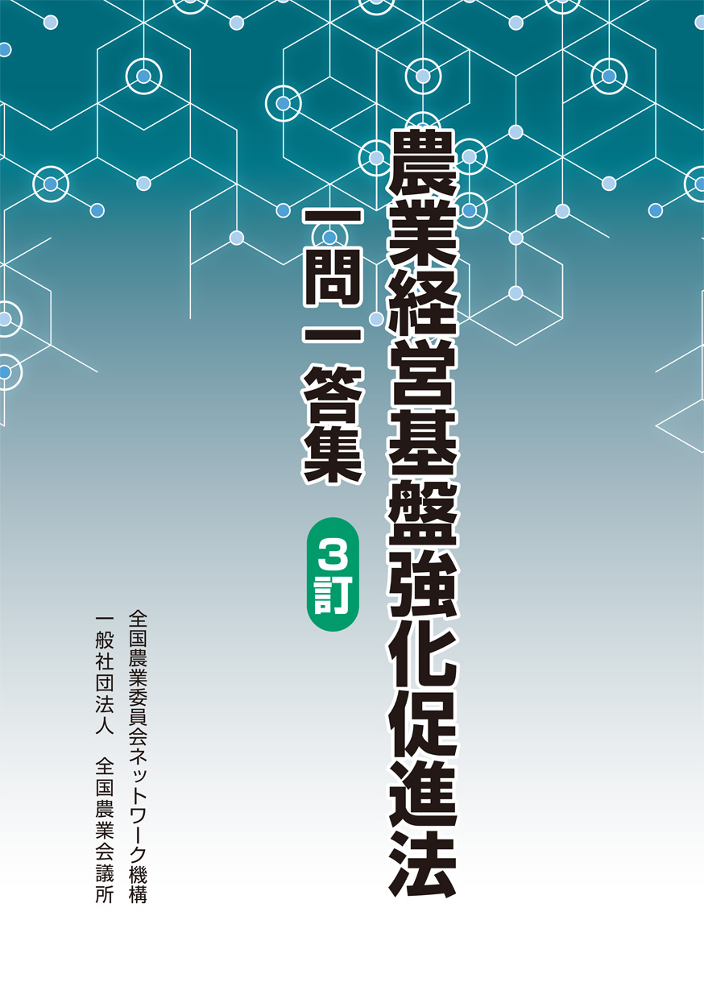 農業経営基盤強化促進法
一問一答集
3訂
全国農業委員会ネットワーク機構
一般社団法人　全国農業会議所